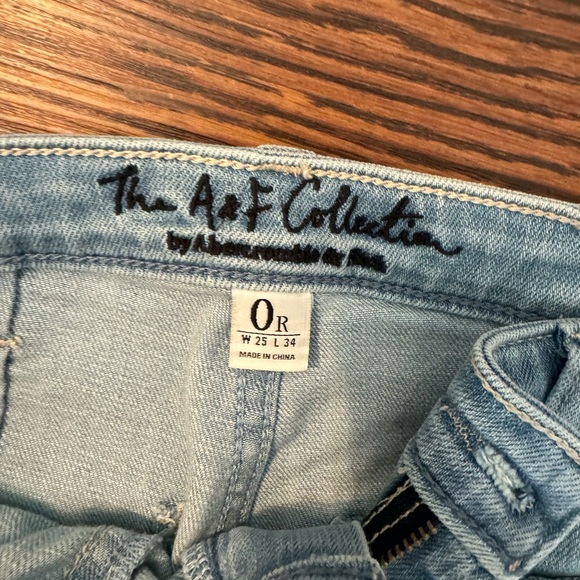 The A&F Collection
by Abercrombie & Fitch
0R
W 25 L 34
MADE IN CHINA